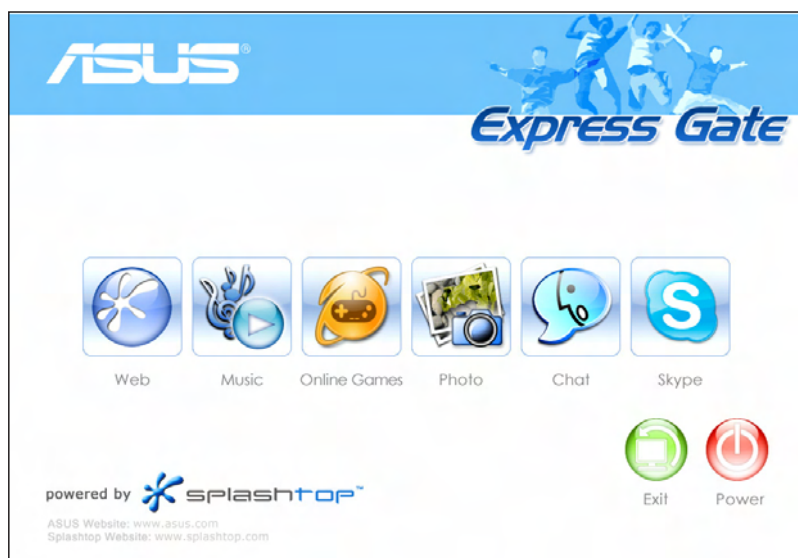 ASUS®
Express Gate
Web Music Online Games Photo Chat Skype
S
Exit Power
powered by splashtop™
ASUS Website: www.asus.com
Splashtop Website: www.splashtop.com